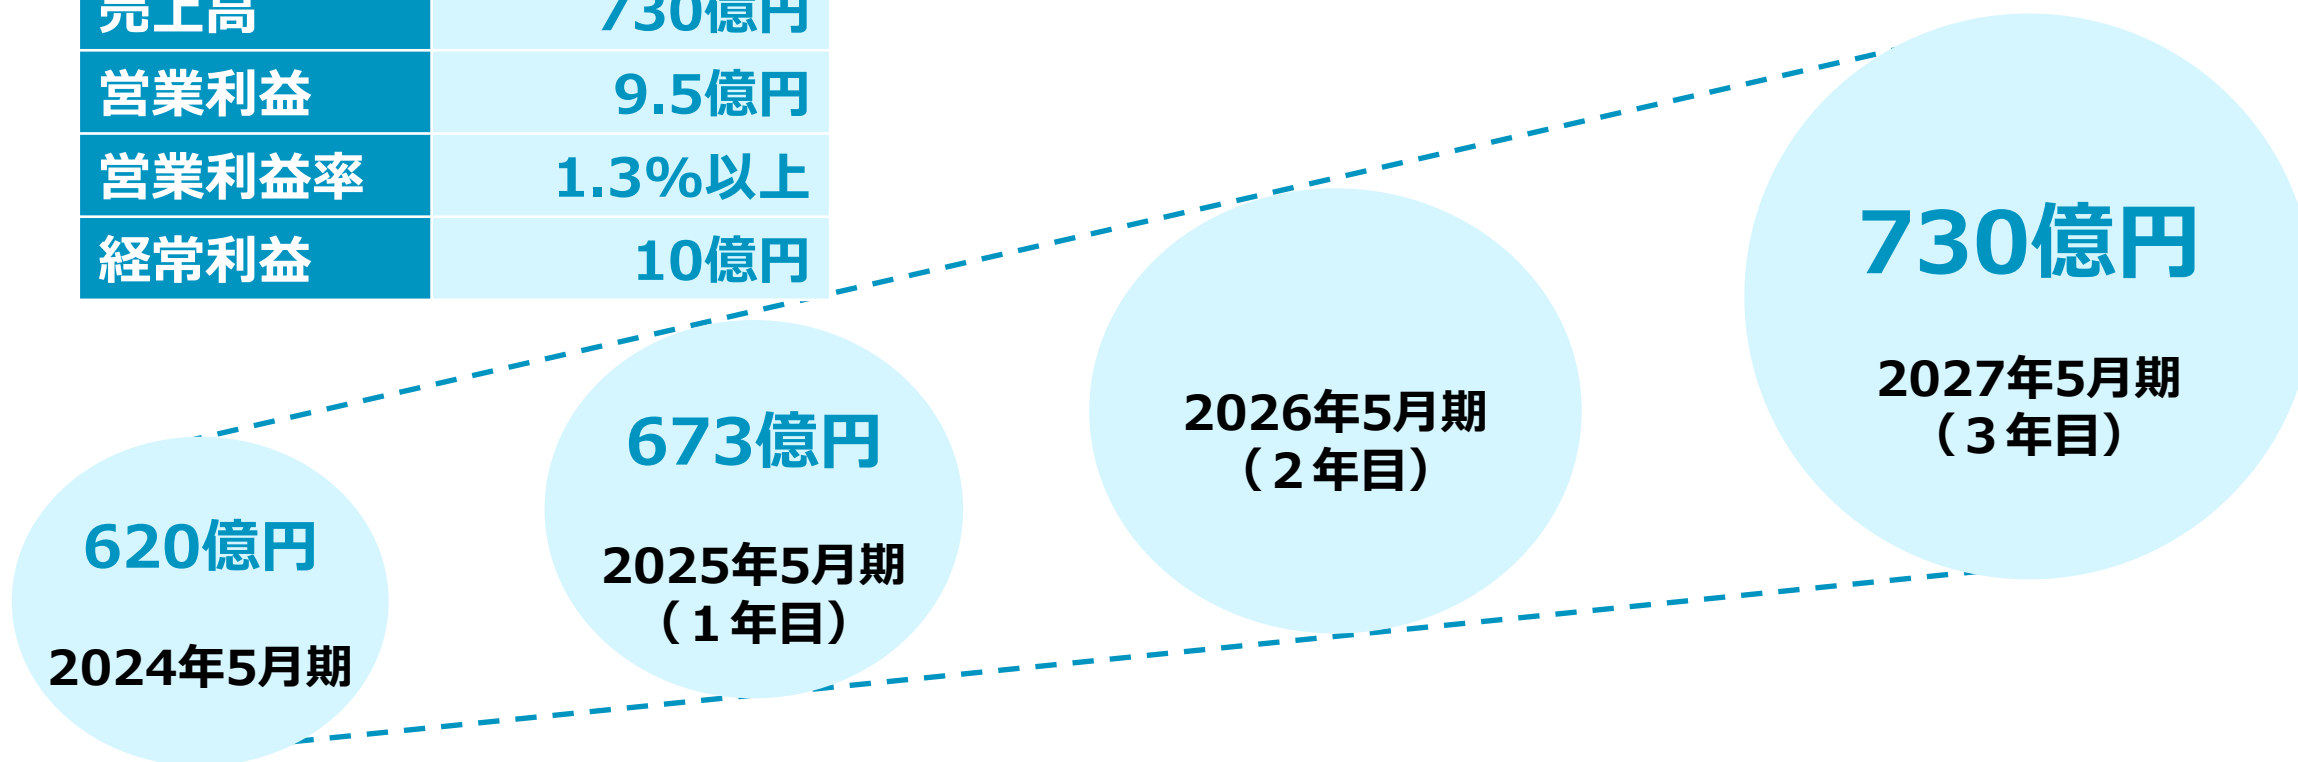 売上高 730億円
営業利益 9.5億円
営業利益率 1.3%以上
経常利益 10億円
620億円
2024年5月期
673億円
2025年5月期
（１年目）
2026年5月期
（２年目）
730億円
2027年5月期
（３年目）